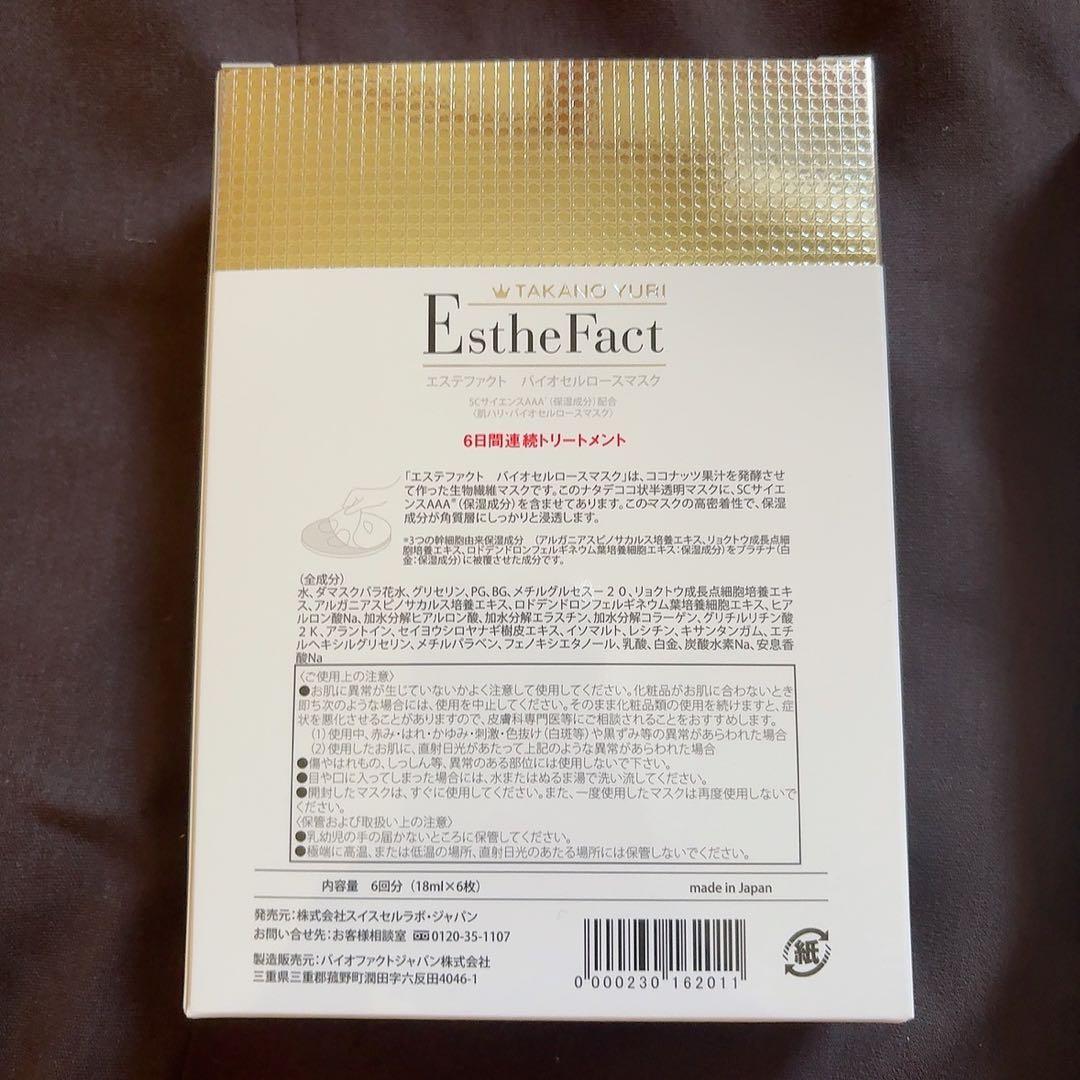 TAKANO YURI
EstheFact
エステファクト　バイオセルロースマスク
SCサイエンスAAA*(保湿成分)配合
〈肌ハリ・バイオセルロースマスク〉
6日間連続トリートメント
「エステファクト　バイオセルロースマスク」は、ココナッツ果汁を発酵させ
て作った生物繊維マスクです。このナタデココ状半透明マスクに、SCサイエ
ンスAAA*(保湿成分)を含ませてあります。このマスクの高密着性で、保湿
成分が角質層にしっかりと浸透します。
*3つの幹細胞由来保湿成分　(アルガニアスピノサカルス培養エキス、リョクトウ成長点細
胞培養エキス、ロドデンドロンフェルギネウム葉培養細胞エキス:保湿成分)をプラチナ(白
金:保湿成分)に被覆させた成分です。
(全成分)
水、ダマスクバラ花水、グリセリン、PG、BG、メチルグルセス－２０、リョクトウ成長点細胞培養エキ
ス、アルガニアスピノサカルス培養エキス、ロドデンドロンフェルギネウム葉培養細胞エキス、ヒア
ルロン酸Na、加水分解ヒアルロン酸、加水分解エラスチン、加水分解コラーゲン、グリチルリチン酸
２Ｋ、アラントイン、セイヨウシロヤナギ樹皮エキス、イソマルト、レシチン、キサンタンガム、エチ
ルヘキシルグリセリン、メチルパラベン、フェノキシエタノール、乳酸、白金、炭酸水素Na、安息香
酸Na
〈ご使用上の注意〉
●お肌に異常が生じていないかよく注意して使用してください。化粧品がお肌に合わないとき
即ち次のような場合には、使用を中止してください。そのまま化粧品類の使用を続けますと、症
状を悪化させることがありますので、皮膚科専門医等にご相談されることをおすすめします。
(1)使用中、赤み・はれ・かゆみ・刺激・色抜け(白斑等)や黒ずみ等の異常があらわれた場合
(2)使用したお肌に、直射日光があたって上記のような異常があらわれた場合
●傷やはれもの、しっしん等、異常のある部位には使用しないで下さい。
●目や口に入ってしまった場合には、水またはぬるま湯で洗い流してください。
●開封したマスクは、すぐに使用してください。また、一度使用したマスクは再度使用しないで
ください。
〈保管および取扱い上の注意〉
●乳幼児の手の届かないところに保管してください。
●極端に高温、または低温の場所、直射日光のあたる場所には保管しないでください。
内容量　6回分 (18ml×6枚)
made in Japan
発売元:株式会社スイスセルラボ・ジャパン
お問い合せ先:お客様相談室 0120-35-1107
製造販売元:バイオファクトジャパン株式会社
三重県三重郡菰野町潤田字六反田4046-1
0 000230 162011
紙